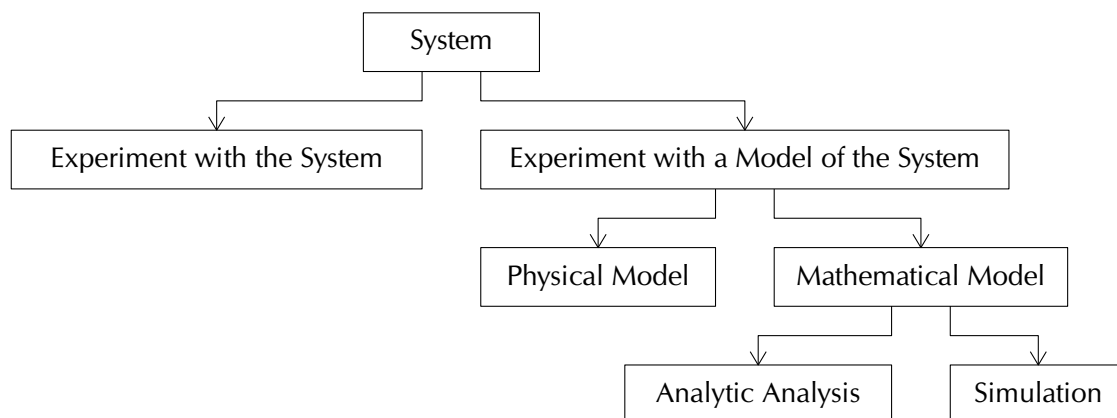 System
Experiment with the System
Experiment with a Model of the System
Physical Model
Mathematical Model
Analytic Analysis
Simulation